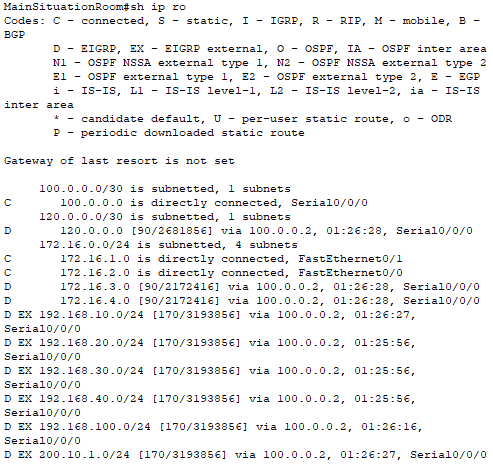 MainSituationRoom#sh ip ro
Codes: C - connected, S - static, I - IGRP, R - RIP, M - mobile, B -
BGP
       D - EIGRP, EX - EIGRP external, O - OSPF, IA - OSPF inter area
       N1 - OSPF NSSA external type 1, N2 - OSPF NSSA external type 2
       E1 - OSPF external type 1, E2 - OSPF external type 2, E - EGP
       i - IS-IS, L1 - IS-IS level-1, L2 - IS-IS level-2, ia - IS-IS
inter area
       * - candidate default, U - per-user static route, o - ODR
       P - periodic downloaded static route

Gateway of last resort is not set

     100.0.0.0/30 is subnetted, 1 subnets
C       100.0.0.0 is directly connected, Serial0/0/0
     120.0.0.0/30 is subnetted, 1 subnets
D       120.0.0.0 [90/2681856] via 100.0.0.2, 01:26:28, Serial0/0/0
     172.16.0.0/24 is subnetted, 4 subnets
C       172.16.1.0 is directly connected, FastEthernet0/1
C       172.16.2.0 is directly connected, FastEthernet0/0
D       172.16.3.0 [90/2172416] via 100.0.0.2, 01:26:28, Serial0/0/0
D       172.16.4.0 [90/2172416] via 100.0.0.2, 01:26:28, Serial0/0/0
D EX 192.168.10.0/24 [170/3193856] via 100.0.0.2, 01:26:27,
Serial0/0/0
D EX 192.168.20.0/24 [170/3193856] via 100.0.0.2, 01:25:56,
Serial0/0/0
D EX 192.168.30.0/24 [170/3193856] via 100.0.0.2, 01:25:56,
Serial0/0/0
D EX 192.168.40.0/24 [170/3193856] via 100.0.0.2, 01:25:56,
Serial0/0/0
D EX 192.168.100.0/24 [170/3193856] via 100.0.0.2, 01:26:16,
Serial0/0/0
D EX 200.10.1.0/24 [170/3193856] via 100.0.0.2, 01:26:27, Serial0/0/0